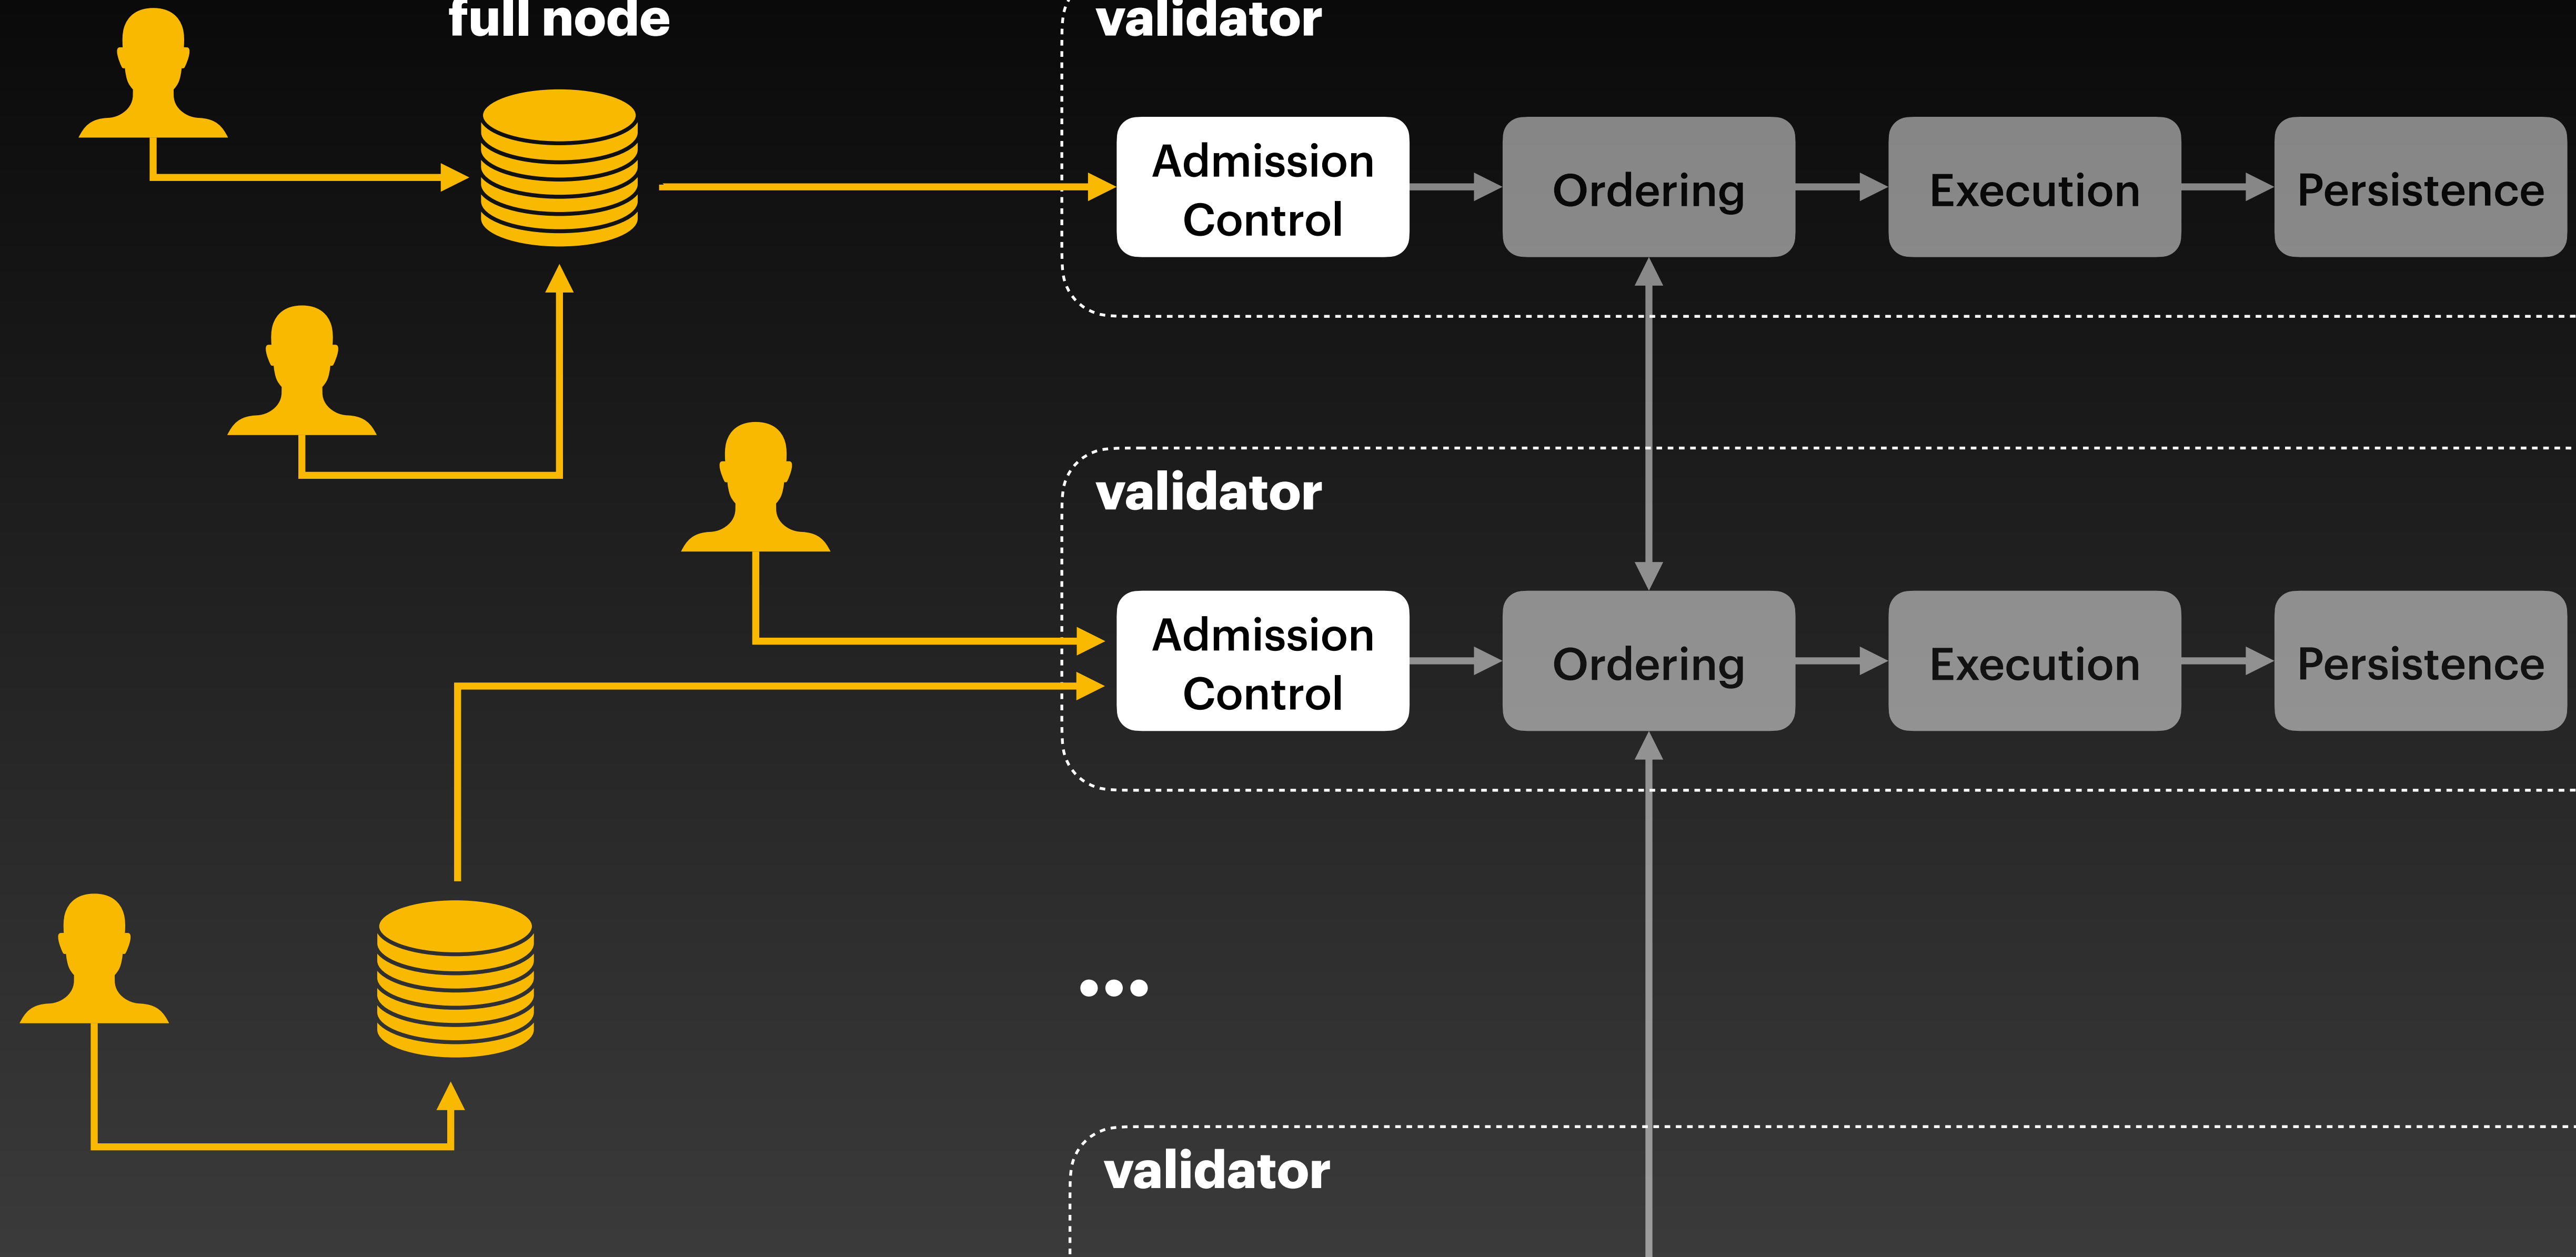 full node
validator
Admission
Control
Ordering
Execution
Persistence
validator
Admission
Control
Ordering
Execution
Persistence
...
validator